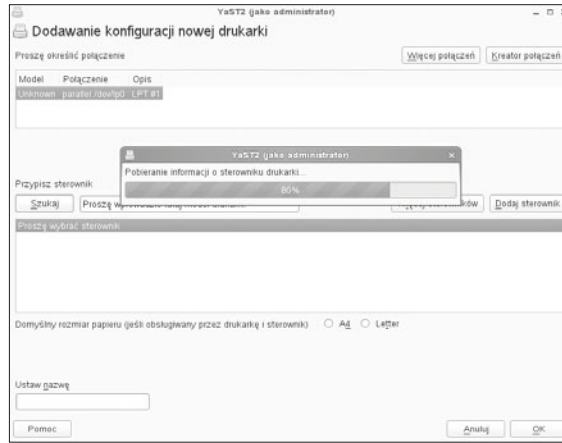 YaST2 (jako administrator)
Dodawanie konfiguracji nowej drukarki
Proszę określić połączenie
Więcej połączeń
Kreator połączeń
Model Połączenie Opis
Unknown parallel:/dev/lp0 LPT #1
YaST2 (jako administrator)
Pobieranie informacji o sterowniku drukarki...
80%
Przypisz sterownik
Szukaj
Proszę
Dodaj sterownik
Proszę wybrać sterownik
Domyślny rozmiar papieru (jeśli obsługiwany przez drukarkę i sterownik) A4 Letter
Ustaw nazwę
Pomoc
Anuluj
OK